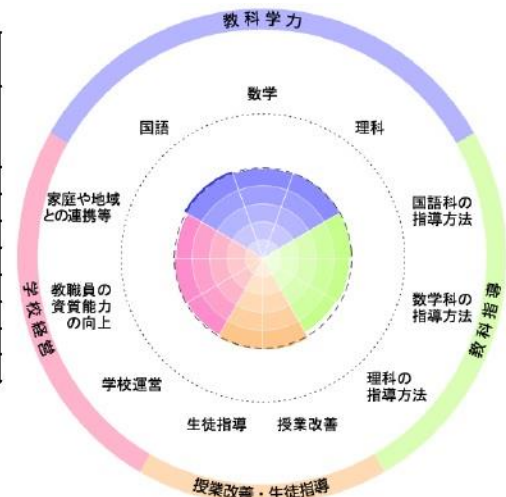 教科学力
数学
国語
理科
家庭や地域
との連携等
国語科の
指導方法
教職員の
資質能力
の向上
数学科の
指導方法
学校経営
教科指導
学校運営
理科の
指導方法
生徒指導
授業改善
授業改善・生徒指導